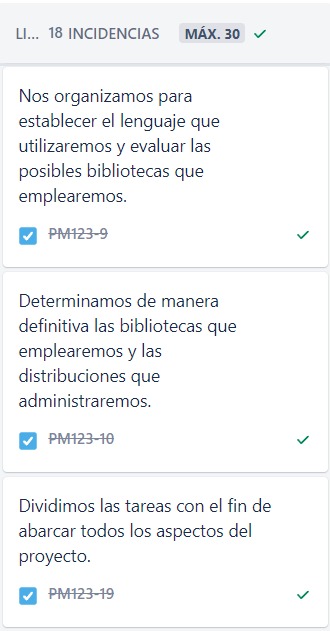 LI... 18 INCIDENCIAS MÁX. 30
Nos organizamos para
establecer el lenguaje que
utilizaremos y evaluar las
posibles bibliotecas que
emplearemos.
PM123-9
Determinamos de manera
definitiva las bibliotecas que
emplearemos y las
distribuciones que
administraremos.
PM123-10
Dividimos las tareas con el fin de
abarcar todos los aspectos del
proyecto.
PM123-19